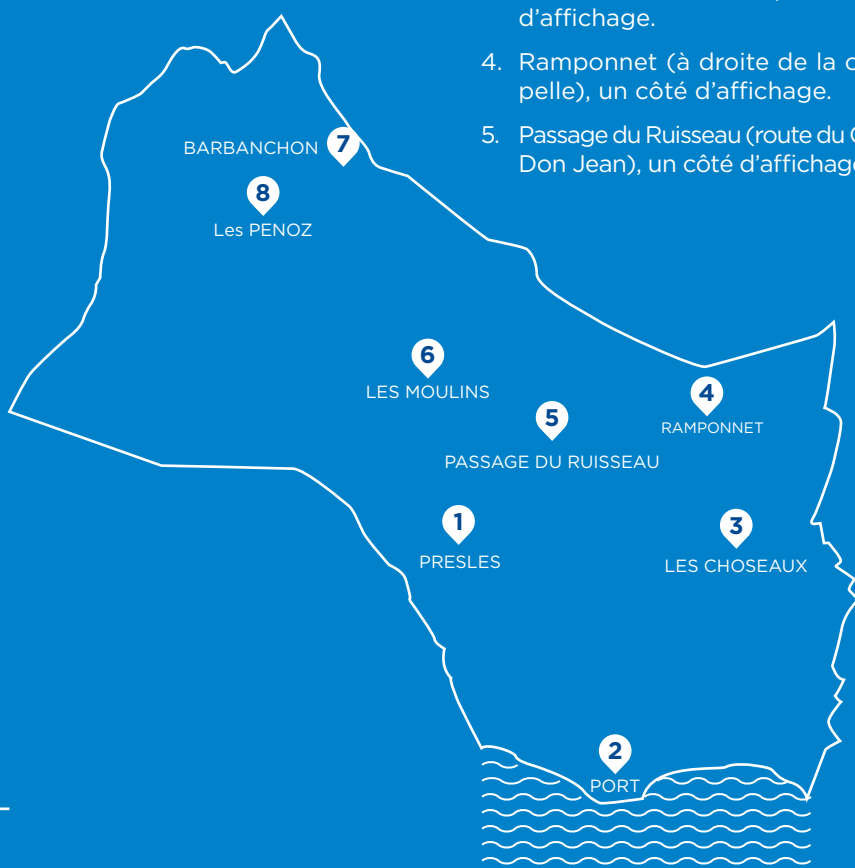 d'affichage.
4. Ramponnet (à droite de la c
pelle), un côté d'affichage.
5. Passage du Ruisseau (route du
Don Jean), un côté d'affichage
BARBANCHON 7
8
Les PENOZ
6
LES MOULINS
4
RAMPONNET
5
PASSAGE DU RUISSEAU
1
PRESLES
3
LES CHOSEAUX
2
PORT